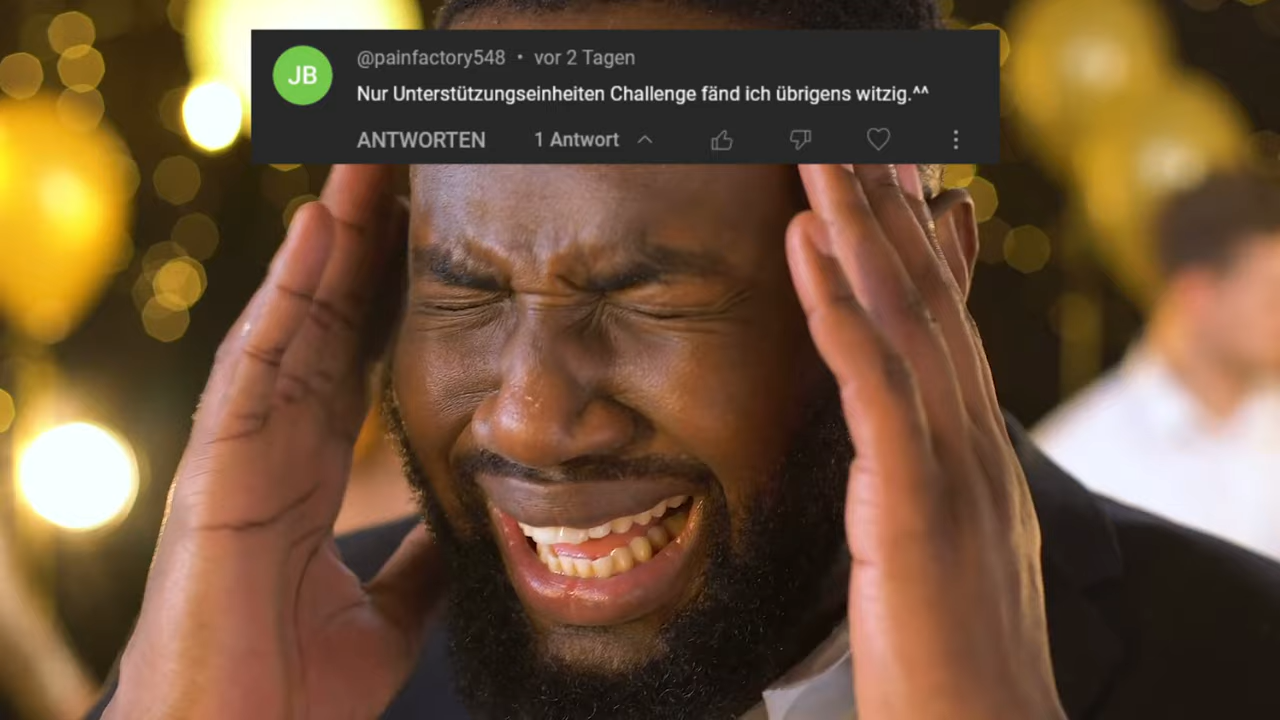 JB
@painfactory548 • vor 2 Tagen
Nur Unterstützungseinheiten Challenge fänd ich übrigens witzig.^^
ANTWORTEN 1 Antwort